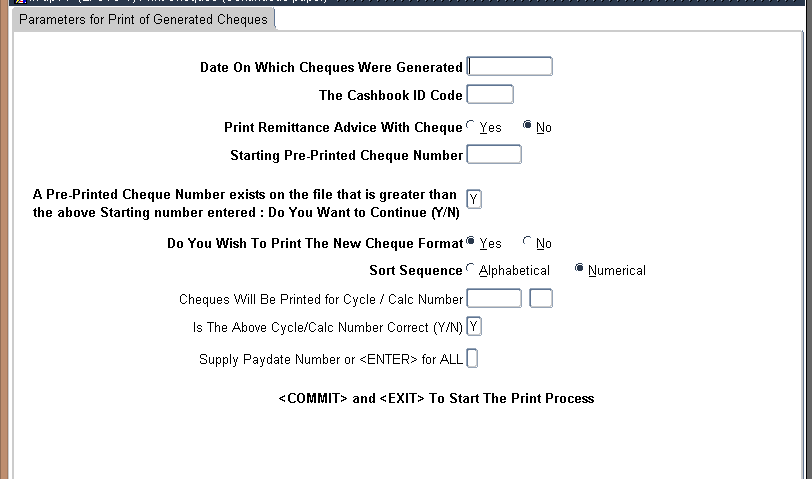 Parameters for Print of Generated Cheques
Date On Which Cheques Were Generated
The Cashbook ID Code
Print Remittance Advice With Cheque Yes No
Starting Pre-Printed Cheque Number
A Pre-Printed Cheque Number exists on the file that is greater than
the above Starting number entered : Do You Want to Continue (Y/N) Y
Do You Wish To Print The New Cheque Format Yes No
Sort Sequence Alphabetical Numerical
Cheques Will Be Printed for Cycle / Calc Number
Is The Above Cycle/Calc Number Correct (Y/N) Y
Supply Paydate Number or <ENTER> for ALL
<COMMIT> and <EXIT> To Start The Print Process